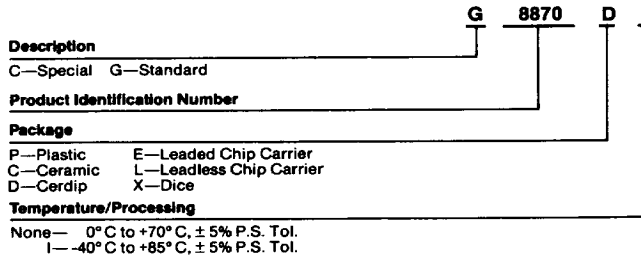 G 8870 D
Description
C—Special G—Standard
Product Identification Number
Package
P—Plastic E—Leaded Chip Carrier
C—Ceramic L—Leadless Chip Carrier
D—Cerdip X—Dice
Temperature/Processing
None— 0°C to +70°C, ± 5% P.S. Tol.
I— -40°C to +85°C, ± 5% P.S. Tol.